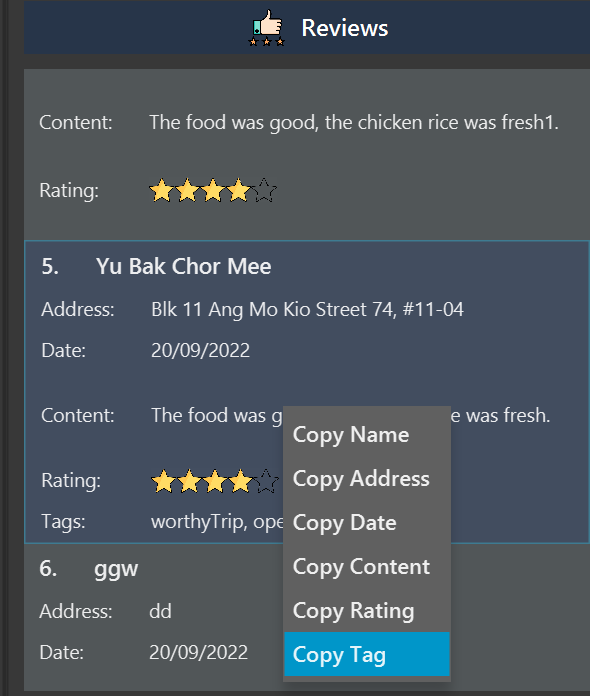 Reviews
Content: The food was good, the chicken rice was fresh1.
Rating:
5. Yu Bak Chor Mee
Address: Blk 11 Ang Mo Kio Street 74, #11-04
Date: 20/09/2022
Content: The food was g e was fresh.
Rating:
Tags: worthyTrip, ope
Copy Name
Copy Address
Copy Date
Copy Content
Copy Rating
Copy Tag
6. ggw
Address: dd
Date: 20/09/2022